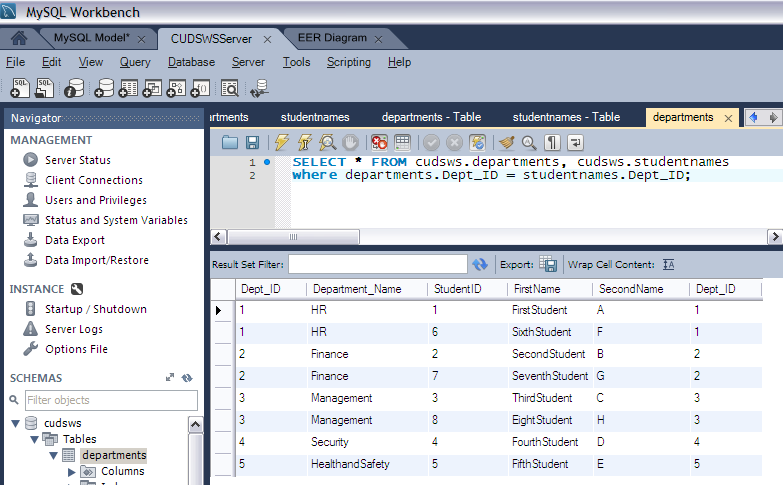 MySQL Workbench
MySQL Model* × CUDSWSServer × EER Diagram ×
File Edit View Query Database Server Tools Scripting Help
Navigator
MANAGEMENT
Server Status
Client Connections
Users and Privileges
Status and System Variables
Data Export
Data Import/Restore
INSTANCE
Startup / Shutdown
Server Logs
Options File
SCHEMAS
Filter objects
cudsws
Tables
departments
Columns
artments studentnames departments - Table studentnames - Table departments ×
1 SELECT * FROM cudsws.departments, cudsws.studentnames
2 where departments.Dept_ID = studentnames.Dept_ID;
Result Set Filter: Export: Wrap Cell Content:
Dept_ID Department_Name StudentID FirstName SecondName Dept_ID
1 HR 1 FirstStudent A 1
1 HR 6 SixthStudent F 1
2 Finance 2 SecondStudent B 2
2 Finance 7 SeventhStudent G 2
3 Management 3 ThirdStudent C 3
3 Management 8 EightStudent H 3
4 Security 4 FourthStudent D 4
5 HealthandSafety 5 FifthStudent E 5